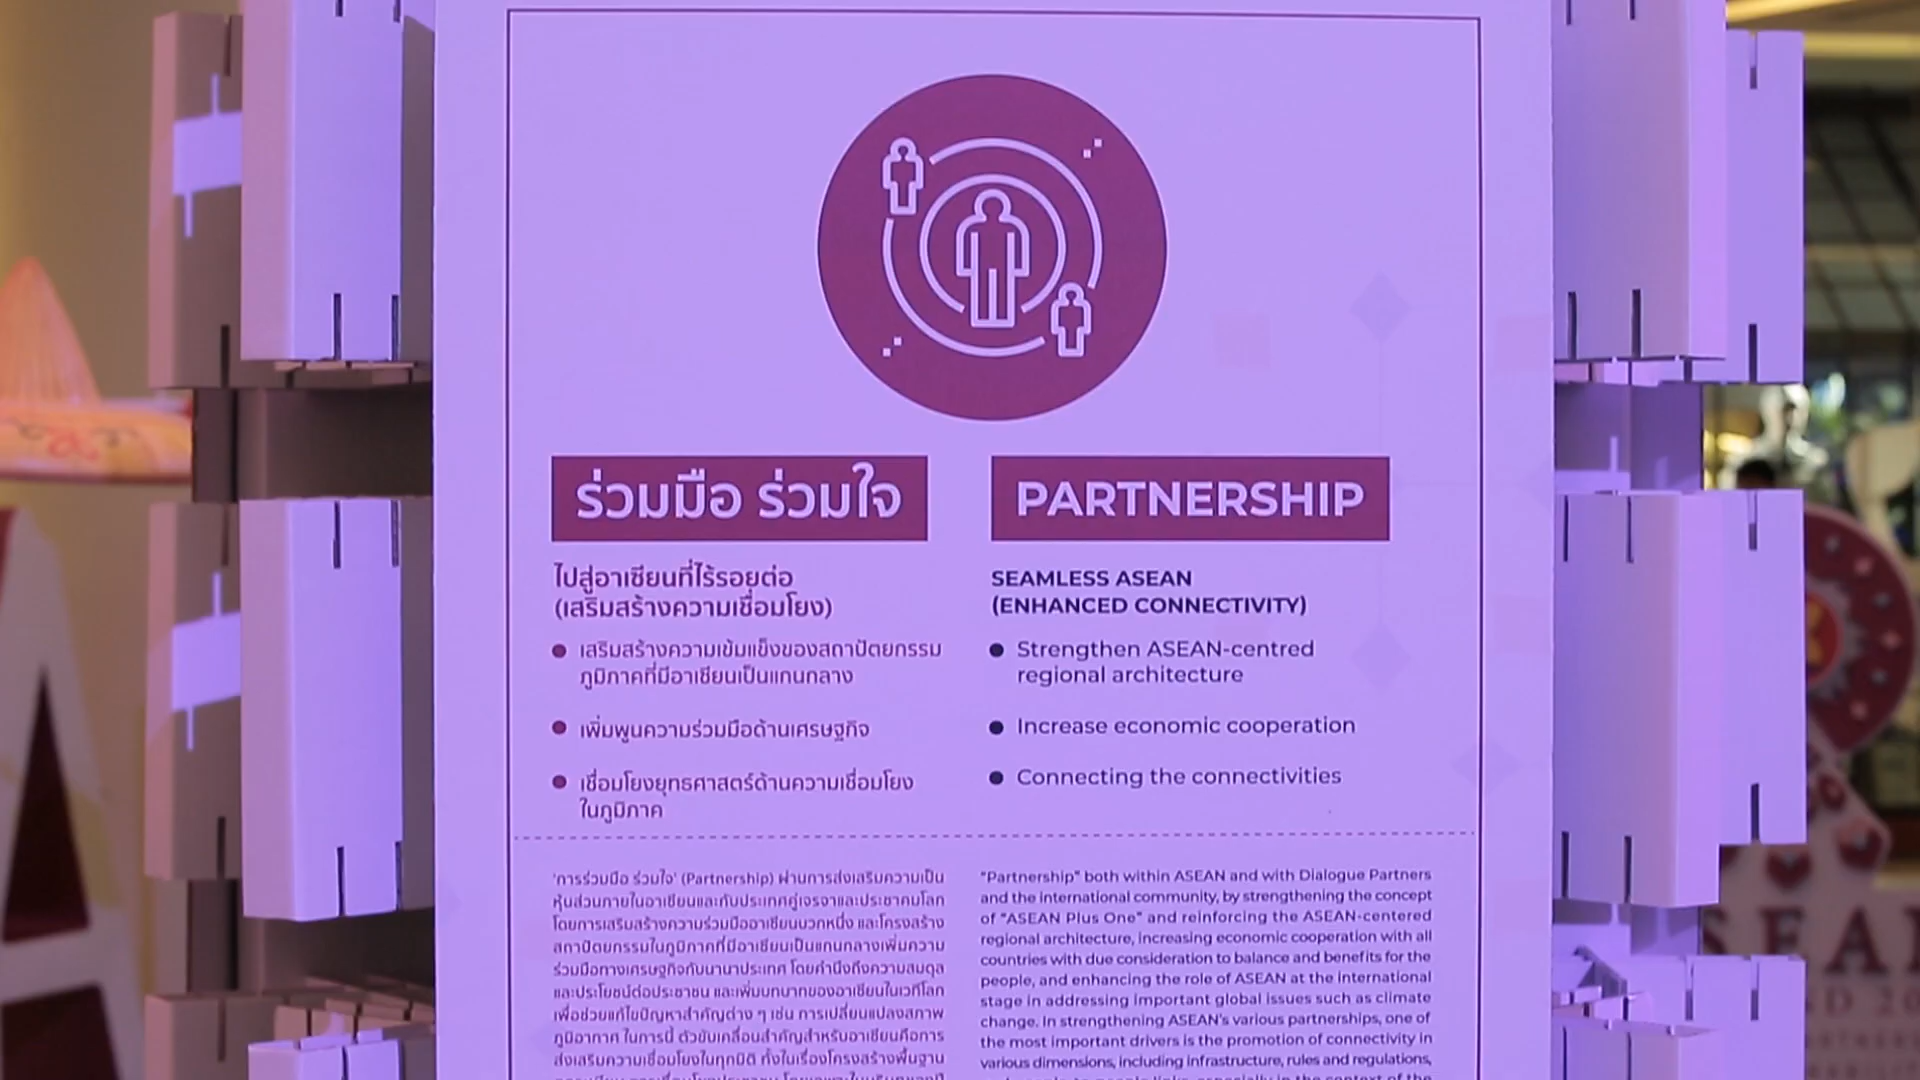 ร่วมมือ ร่วมใจ
ไปสู่อาเซียนที่ไร้รอยต่อ
(เสริมสร้างความเชื่อมโยง)
เสริมสร้างความเข้มแข็งของสถาปัตยกรรม
ภูมิภาคที่มีอาเซียนเป็นแกนกลาง
เพิ่มพูนความร่วมมือด้านเศรษฐกิจ
เชื่อมโยงยุทธศาสตร์ด้านความเชื่อมโยง
ในภูมิภาค
PARTNERSHIP
SEAMLESS ASEAN
(ENHANCED CONNECTIVITY)
Strengthen ASEAN-centred
regional architecture
Increase economic cooperation
Connecting the connectivities
'การร่วมมือ ร่วมใจ' (Partnership) ผ่านการส่งเสริมความเป็น
หุ้นส่วนภายในอาเซียนและกับประเทศคู่เจรจาและประชาคมโลก
โดยการเสริมสร้างความร่วมมืออาเซียนบวกหนึ่ง และโครงสร้าง
สถาปัตยกรรมในภูมิภาคที่มีอาเซียนเป็นแกนกลางเพิ่มความ
ร่วมมือทางเศรษฐกิจกับนานาประเทศ โดยคำนึงถึงความสมดุล
และประโยชน์ต่อประชาชน และเพิ่มบทบาทของอาเซียนในเวทีโลก
เพื่อช่วยแก้ไขปัญหาสำคัญต่าง ๆ เช่น การเปลี่ยนแปลงสภาพ
ภูมิอากาศ ในการนี้ ตัวขับเคลื่อนสำคัญสำหรับอาเซียนคือการ
ส่งเสริมความเชื่อมโยงในทุกมิติ ทั้งในเรื่องโครงสร้างพื้นฐาน
"Partnership" both within ASEAN and with Dialogue Partners
and the international community, by strengthening the concept
of "ASEAN Plus One" and reinforcing the ASEAN-centered
regional architecture, increasing economic cooperation with all
countries with due consideration to balance and benefits for the
people, and enhancing the role of ASEAN at the international
stage in addressing important global issues such as climate
change. In strengthening ASEAN's various partnerships, one of
the most important drivers is the promotion of connectivity in
various dimensions, including infrastructure, rules and regulations,